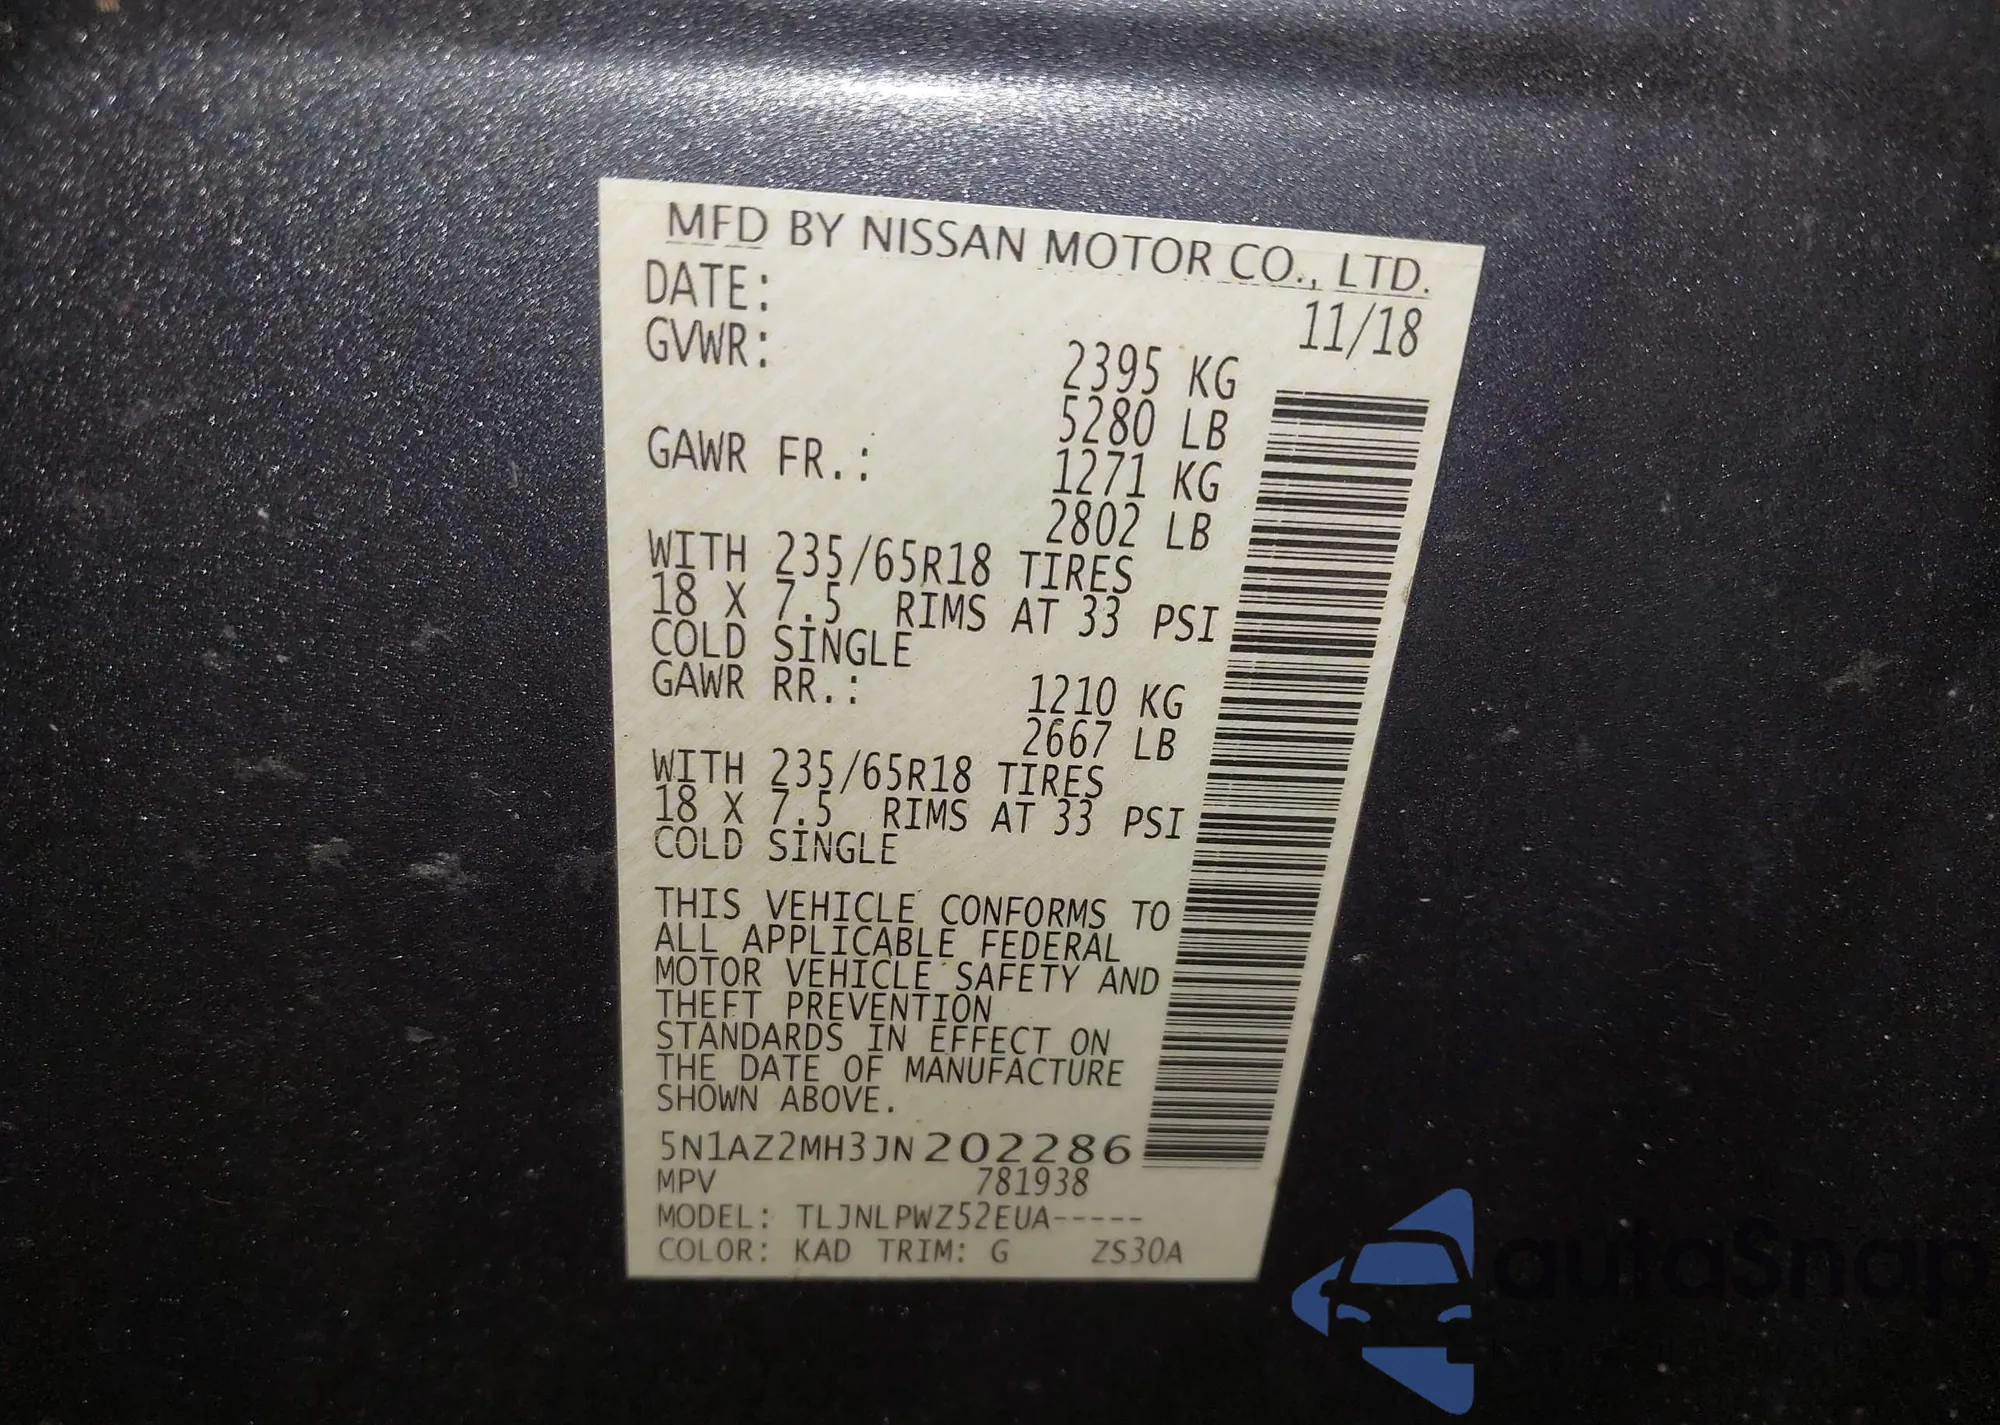 MFD BY NISSAN MOTOR CO., LTD.
DATE: 11/18
GVWR: 2395 KG
5280 LB
GAWR FR.: 1271 KG
2802 LB
WITH 235/65R18 TIRES
18 X 7.5 RIMS AT 33 PSI
COLD SINGLE
GAWR RR.: 1210 KG
2667 LB
WITH 235/65R18 TIRES
18 X 7.5 RIMS AT 33 PSI
COLD SINGLE
THIS VEHICLE CONFORMS TO
ALL APPLICABLE FEDERAL
MOTOR VEHICLE SAFETY AND
THEFT PREVENTION
STANDARDS IN EFFECT ON
THE DATE OF MANUFACTURE
SHOWN ABOVE.
5N1AZ2MH3JN202286
MPV 781938
MODEL: TLJNLPWZ52EUA-----
COLOR: KAD TRIM: G ZS30A
autoSnap